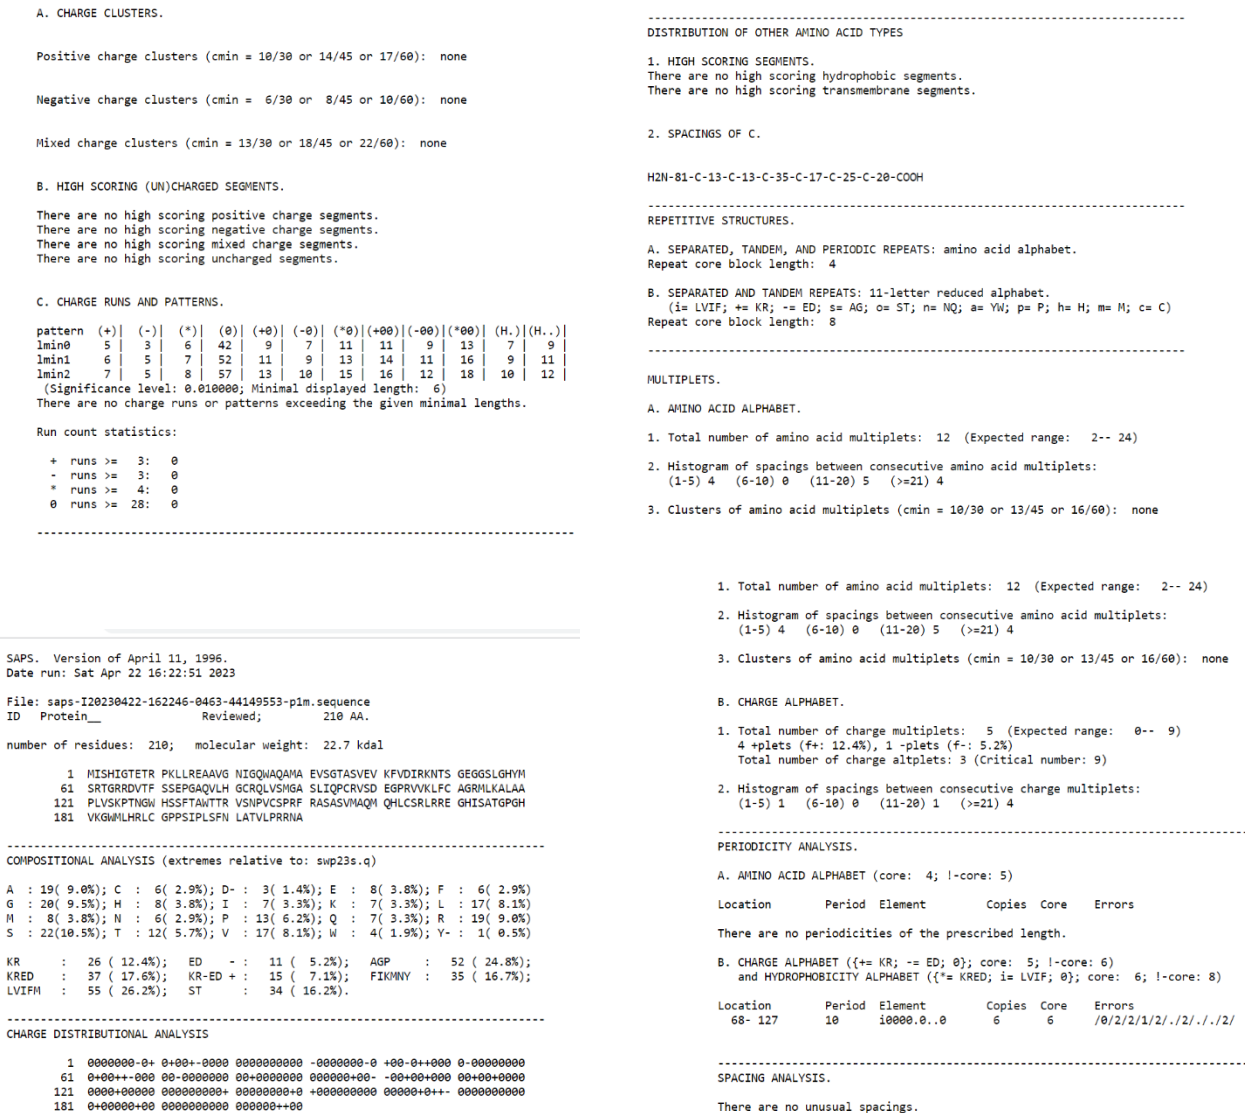 A. CHARGE CLUSTERS.
Positive charge clusters (cmin = 10/30 or 14/45 or 17/60):  none
Negative charge clusters (cmin =  6/30 or  8/45 or 10/60):  none
Mixed charge clusters (cmin = 13/30 or 18/45 or 22/60):  none
B. HIGH SCORING (UN)CHARGED SEGMENTS.
There are no high scoring positive charge segments.
There are no high scoring negative charge segments.
There are no high scoring mixed charge segments.
There are no high scoring uncharged segments.
C. CHARGE RUNS AND PATTERNS.
pattern  (+)|  (-)|  (*)|  (0)| (+0)| (-0)| (*0)|(+00)|(-00)|(*00)| (H.)|(H..)|
lmin0     5 |   3 |   6 |  42 |   9 |   7 |  11 |  11 |   9 |  13 |   7 |   9 |
lmin1     6 |   5 |   7 |  52 |  11 |   9 |  13 |  14 |  11 |  16 |   9 |  11 |
lmin2     7 |   5 |   8 |  57 |  13 |  10 |  15 |  16 |  12 |  18 |  10 |  12 |
(Significance level: 0.010000; Minimal displayed length:  6)
There are no charge runs or patterns exceeding the given minimal lengths.
Run count statistics:
+  runs >=   3:   0
-  runs >=   3:   0
*  runs >=   4:   0
0  runs >=  28:   0
--------------------------------------------------------------------------------
SAPS.  Version of April 11, 1996.
Date run: Sat Apr 22 16:22:51 2023
File: saps-I20230422-162246-0463-44149553-p1m.sequence
ID   Protein__               Reviewed;         210 AA.
number of residues:  210;   molecular weight:  22.7 kdal
1  MISHIGTETR PKLLREAAVG NIGQWAQAMA EVSGTASVEV KFVDIRKNTS GEGGSLGHYM
61  SRTGRRDVTF SSEPGAQVLH GCRQLVSMGA SLIQPCRVSD EGPRVVKLFC AGRMLKALAA
121  PLVSKPTNGW HSSFTAWTTR VSNPVCSPRF RASASVMAQM QHLCSRLRRE GHISATGPGH
181  VKGWMLHRLC GPPSIPLSFN LATVLPRRNA
--------------------------------------------------------------------------------
COMPOSITIONAL ANALYSIS (extremes relative to: swp23s.q)
A  : 19( 9.0%); C  :  6( 2.9%); D- :  3( 1.4%); E  :  8( 3.8%); F  :  6( 2.9%)
G  : 20( 9.5%); H  :  8( 3.8%); I  :  7( 3.3%); K  :  7( 3.3%); L  : 17( 8.1%)
M  :  8( 3.8%); N  :  6( 2.9%); P  : 13( 6.2%); Q  :  7( 3.3%); R  : 19( 9.0%)
S  : 22(10.5%); T  : 12( 5.7%); V  : 17( 8.1%); W  :  4( 1.9%); Y- :  1( 0.5%)
KR      :   26 ( 12.4%);   ED    - :   11 (  5.2%);   AGP     :   52 ( 24.8%);
KRED    :   37 ( 17.6%);   KR-ED + :   15 (  7.1%);   FIKMNY  :   35 ( 16.7%);
LVIFM   :   55 ( 26.2%);   ST      :   34 ( 16.2%).
--------------------------------------------------------------------------------
CHARGE DISTRIBUTIONAL ANALYSIS
1  0000000-0+ 0+00+-0000 0000000000 -0000000-0 +00-0++000 0-00000000
61  0+00++-000 00-0000000 00+0000000 000000+00- -00+00+000 00+00+0000
121  0000+00000 000000000+ 00000000+0 +000000000 00000+0++- 0000000000
181  0+00000+00 0000000000 000000++00
--------------------------------------------------------------------------------
DISTRIBUTION OF OTHER AMINO ACID TYPES
1. HIGH SCORING SEGMENTS.
There are no high scoring hydrophobic segments.
There are no high scoring transmembrane segments.
2. SPACINGS OF C.
H2N-81-C-13-C-13-C-35-C-17-C-25-C-20-COOH
--------------------------------------------------------------------------------
REPETITIVE STRUCTURES.
A. SEPARATED, TANDEM, AND PERIODIC REPEATS: amino acid alphabet.
Repeat core block length:  4
B. SEPARATED AND TANDEM REPEATS: 11-letter reduced alphabet.
(i= LVIF; += KR; -= ED; s= AG; o= ST; n= NQ; a= YW; p= P; h= H; m= M; c= C)
Repeat core block length:  8
--------------------------------------------------------------------------------
MULTIPLETS.
A. AMINO ACID ALPHABET.
1. Total number of amino acid multiplets:  12  (Expected range:   2-- 24)
2. Histogram of spacings between consecutive amino acid multiplets:
(1-5) 4   (6-10) 0   (11-20) 5   (>=21) 4
3. Clusters of amino acid multiplets (cmin = 10/30 or 13/45 or 16/60):  none
1. Total number of amino acid multiplets:  12  (Expected range:   2-- 24)
2. Histogram of spacings between consecutive amino acid multiplets:
(1-5) 4   (6-10) 0   (11-20) 5   (>=21) 4
3. Clusters of amino acid multiplets (cmin = 10/30 or 13/45 or 16/60):  none
B. CHARGE ALPHABET.
1. Total number of charge multiplets:   5  (Expected range:   0--  9)
4 +plets (f+: 12.4%), 1 -plets (f-: 5.2%)
Total number of charge altplets: 3 (Critical number: 9)
2. Histogram of spacings between consecutive charge multiplets:
(1-5) 1   (6-10) 0   (11-20) 1   (>=21) 4
--------------------------------------------------------------------------------
PERIODICITY ANALYSIS.
A. AMINO ACID ALPHABET (core:  4; !-core: 5)
Location        Period  Element         Copies  Core    Errors
There are no periodicities of the prescribed length.
B. CHARGE ALPHABET ({+= KR; -= ED; 0}; core:  5; !-core: 6)
and HYDROPHOBICITY ALPHABET ({*= KRED; i= LVIF; 0}; core:  6; !-core: 8)
Location        Period  Element         Copies  Core    Errors
68- 127       10      i0000.0..0       6       6      /0/2/2/1/2/./2/././2/
--------------------------------------------------------------------------------
SPACING ANALYSIS.
There are no unusual spacings.